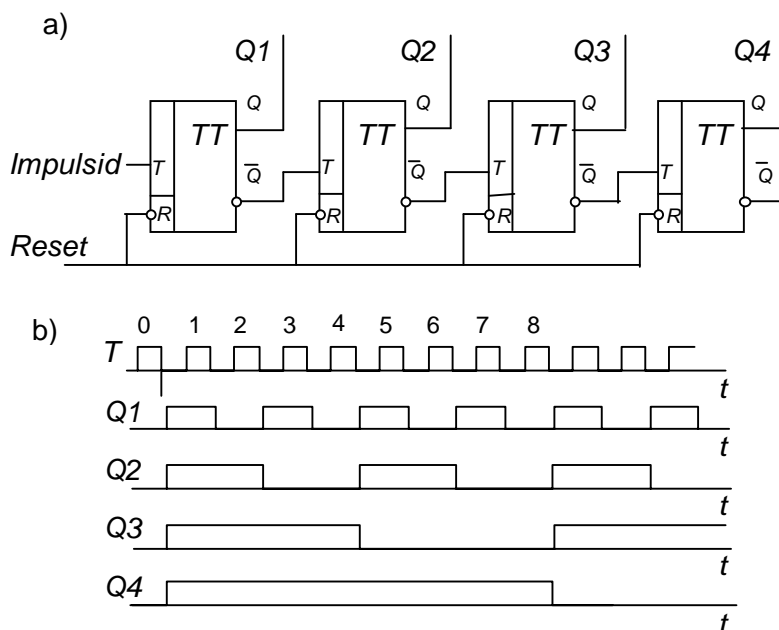 a)
Q1 Q2 Q3 Q4
Q Q Q Q
TT TT TT TT
Impulsid T Q̅ T Q̅ T Q̅ T Q̅
R R R R
Reset
b)
0 1 2 3 4 5 6 7 8
T
t
Q1
t
Q2
t
Q3
t
Q4
t